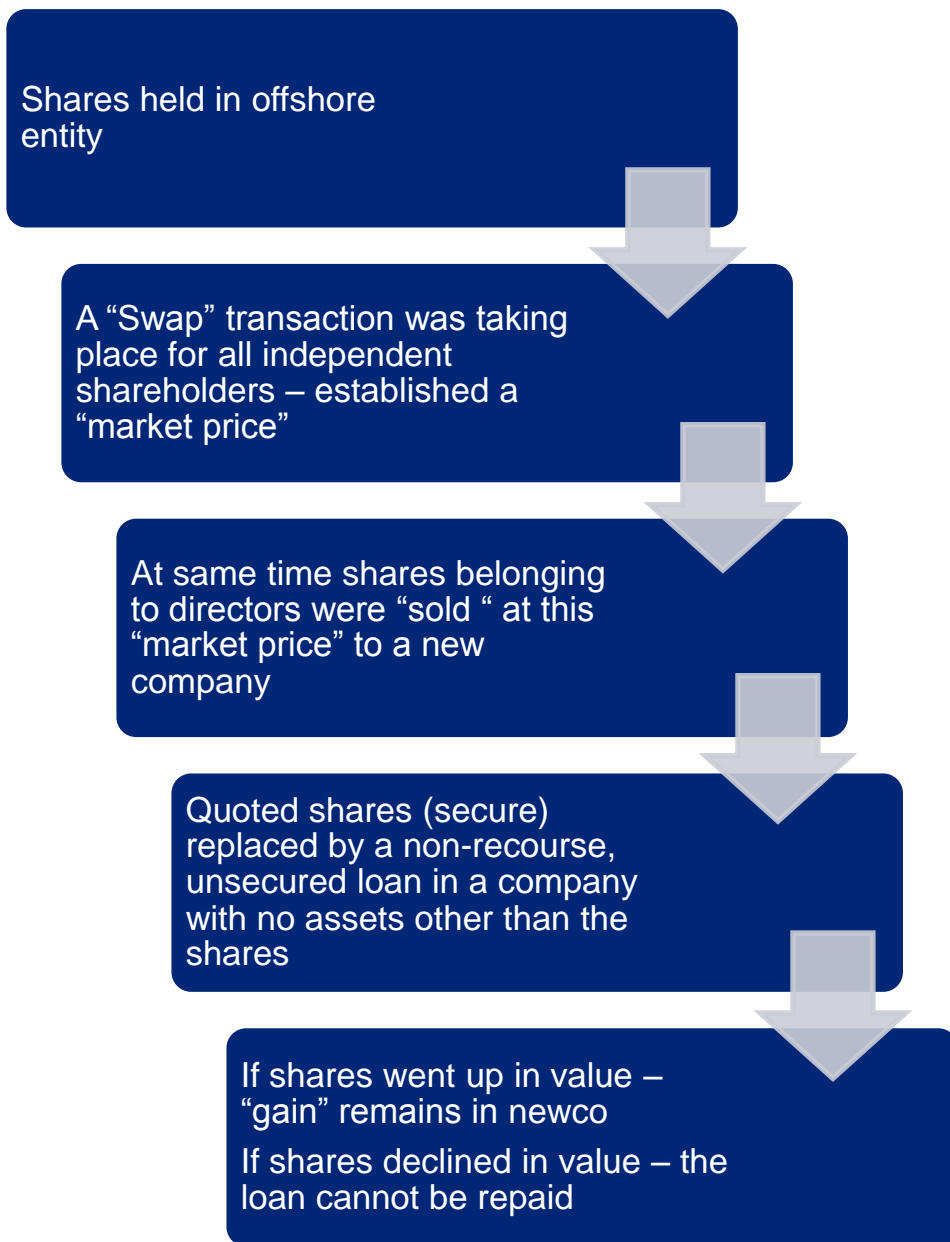 Shares held in offshore
entity
A “Swap” transaction was taking
place for all independent
shareholders – established a
“market price”
At same time shares belonging
to directors were “sold “ at this
“market price” to a new
company
Quoted shares (secure)
replaced by a non-recourse,
unsecured loan in a company
with no assets other than the
shares
If shares went up in value –
“gain” remains in newco
If shares declined in value – the
loan cannot be repaid